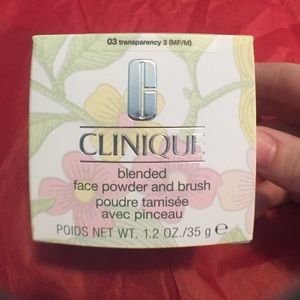 03 transparency 3 (MF/M)
C
CLINIQUE
blended
face powder and brush
poudre tamisée
avec pinceau
POIDS NET WT. 1.2 OZ./35 g ℮